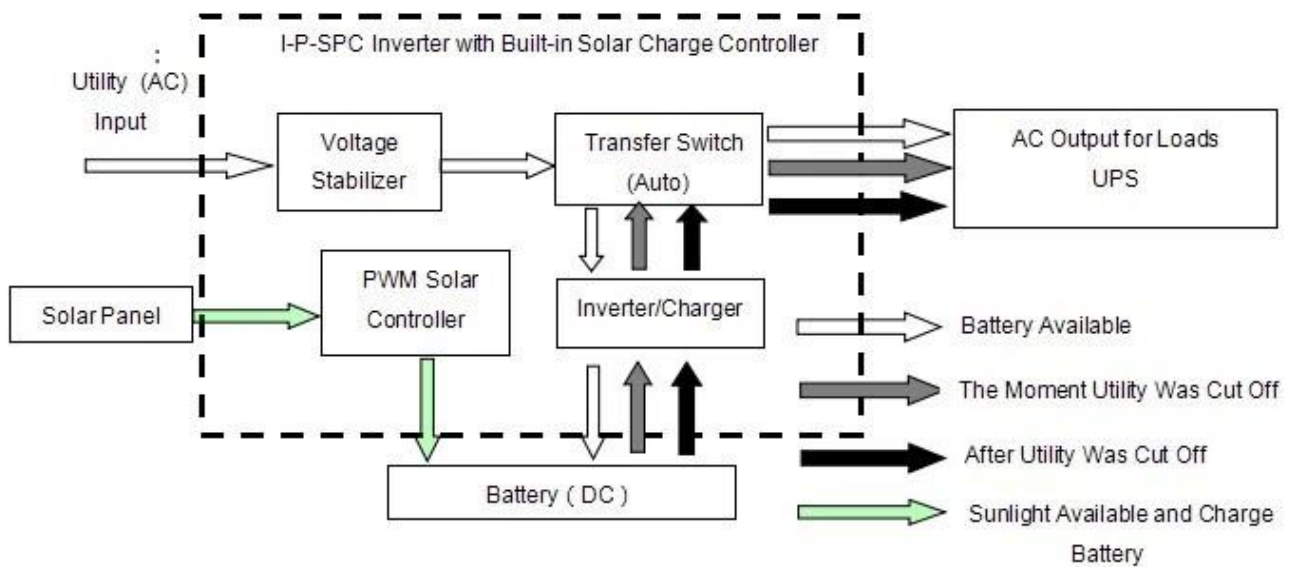 I-P-SPC Inverter with Built-in Solar Charge Controller
:
Utility (AC)
Input
Voltage
Stabilizer
Transfer Switch
(Auto)
AC Output for Loads
UPS
Solar Panel
PWM Solar
Controller
Inverter/Charger
Battery ( DC )
Battery Available
The Moment Utility Was Cut Off
After Utility Was Cut Off
Sunlight Available and Charge
Battery